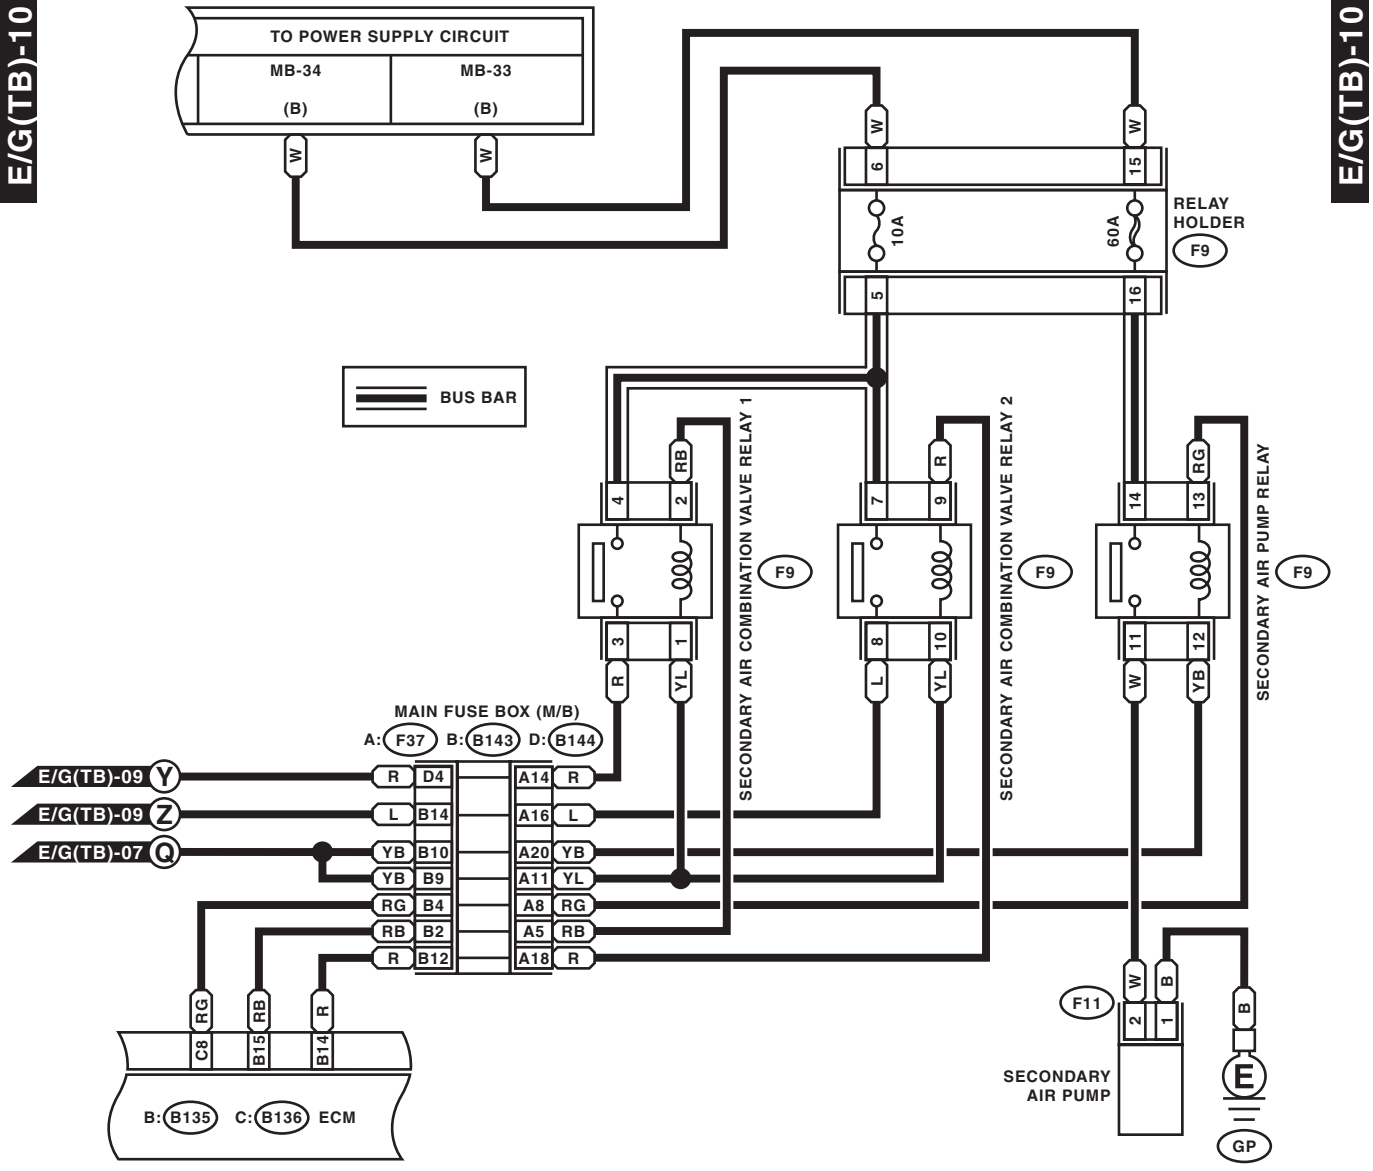 E/G(TB)-10
E/G(TB)-10
TO POWER SUPPLY CIRCUIT
MB-34 MB-33
(B) (B)
W W W W
6 15
10A 60A
RELAY
HOLDER
F9
5 16
BUS BAR
RB R RG
4 2 7 9 14 13
SECONDARY AIR COMBINATION VALVE RELAY 1
F9
SECONDARY AIR COMBINATION VALVE RELAY 2
F9
SECONDARY AIR PUMP RELAY
F9
3 1 8 10 11 12
R YL L YL W YB
MAIN FUSE BOX (M/B)
A: F37 B: B143 D: B144
E/G(TB)-09 Y R D4 A14 R
E/G(TB)-09 Z L B14 A16 L
E/G(TB)-07 Q YB B10 A20 YB
YB B9 A11 YL
RG B4 A8 RG
RB B2 A5 RB
R B12 A18 R
RG RB R
C8 B15 B14
B: B135 C: B136 ECM
W B B
F11
2 1
SECONDARY
AIR PUMP
E
GP